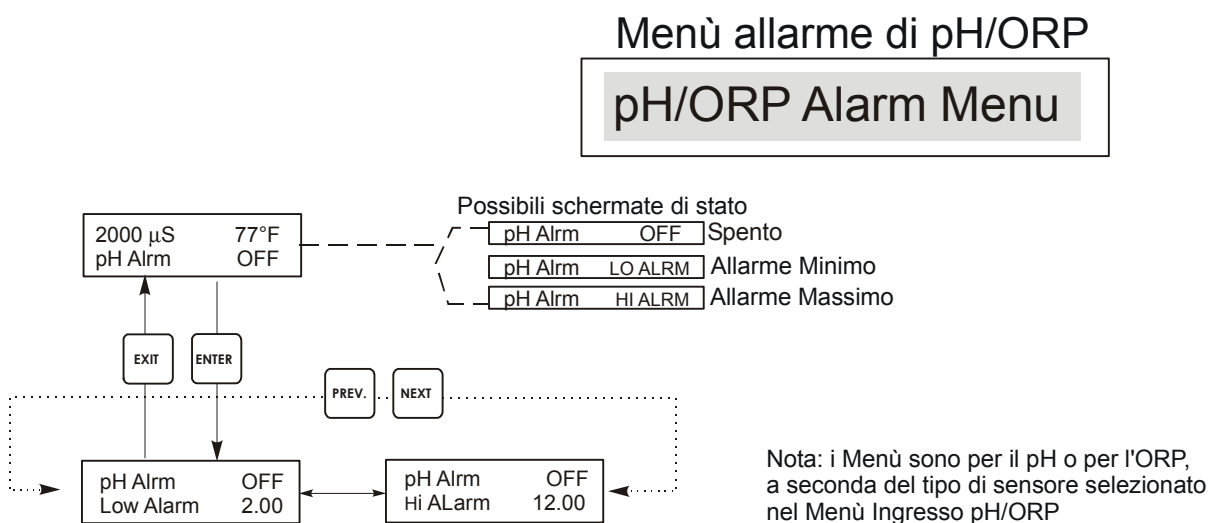 Menù allarme di pH/ORP
pH/ORP Alarm Menu
Possibili schermate di stato
2000 µS 77°F
pH Alrm OFF
pH Alrm OFF Spento
pH Alrm LO ALRM Allarme Minimo
pH Alrm HI ALRM Allarme Massimo
EXIT ENTER
PREV. NEXT
pH Alrm OFF
Low Alarm 2.00
pH Alrm OFF
Hi ALarm 12.00
Nota: i Menù sono per il pH o per l'ORP,
a seconda del tipo di sensore selezionato
nel Menù Ingresso pH/ORP